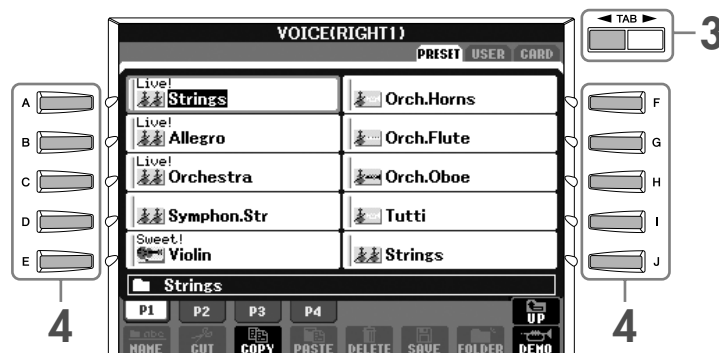 VOICE(RIGHT1)
PRESET USER CARD
◄ TAB ►
3
A
Live!
Strings
Orch.Horns
F
B
Live!
Allegro
Orch.Flute
G
C
Live!
Orchestra
Orch.Oboe
H
D
Symphon.Str
Tutti
I
E
Sweet!
Violin
Strings
J
Strings
4
P1 P2 P3 P4 UP
4
abc
NAME CUT COPY PASTE DELETE SAVE FOLDER DEMO